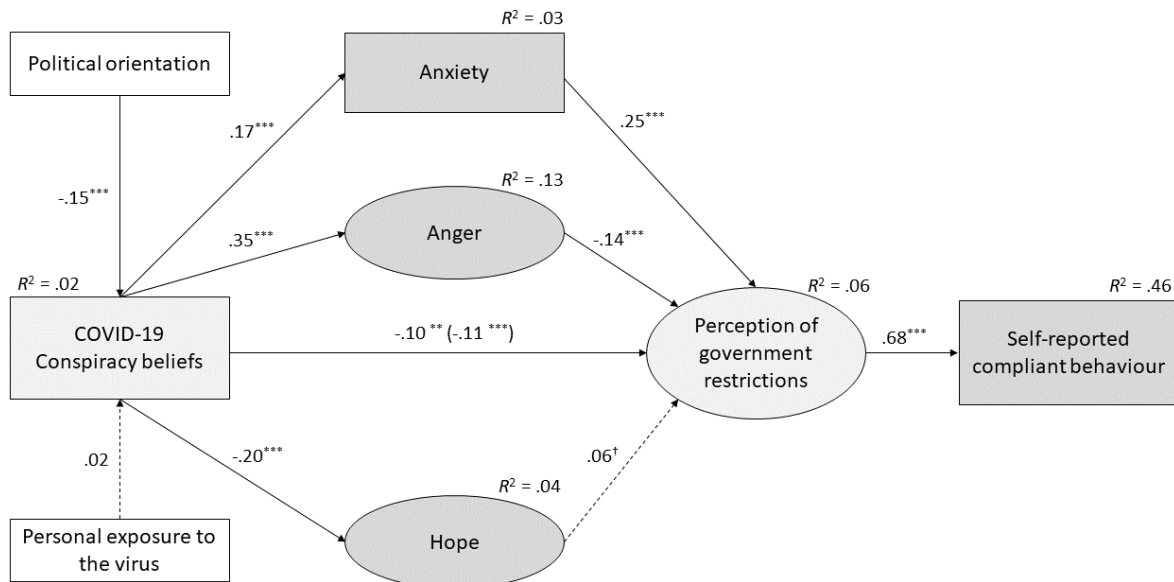 R² = .03
Political orientation
Anxiety
.17***
.25***
-.15***
R² = .13
Anger
.35***
-.14***
R² = .02
R² = .06
R² = .46
COVID-19
Conspiracy beliefs
-.10 ** (-.11 ***)
Perception of
government
restrictions
.68***
Self-reported
compliant behaviour
.02
-.20***
.06†
R² = .04
Personal exposure to
the virus
Hope